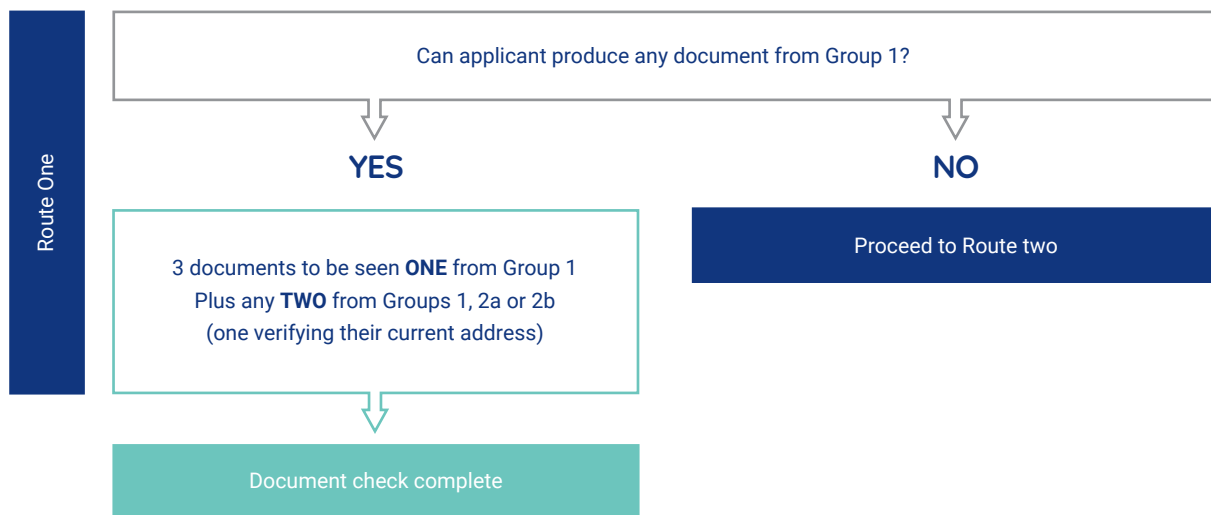 Route One
Can applicant produce any document from Group 1?
YES
NO
3 documents to be seen ONE from Group 1
Plus any TWO from Groups 1, 2a or 2b
(one verifying their current address)
Proceed to Route two
Document check complete